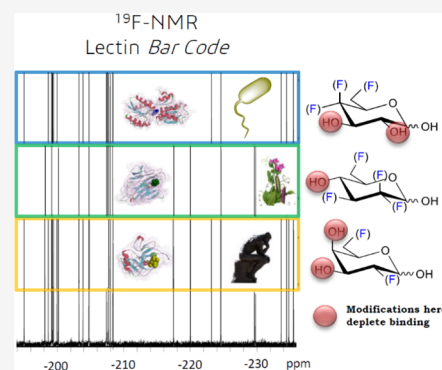 ¹⁹F-NMR
Lectin Bar Code
(F)
(F)
(F)
O
HO
OH
OH
(F)
HO
(F)
O
(F)
OH
OH
(F)
O
HO
(F)
OH
Modifications here
deplete binding
-200 -210 -220 -230 ppm